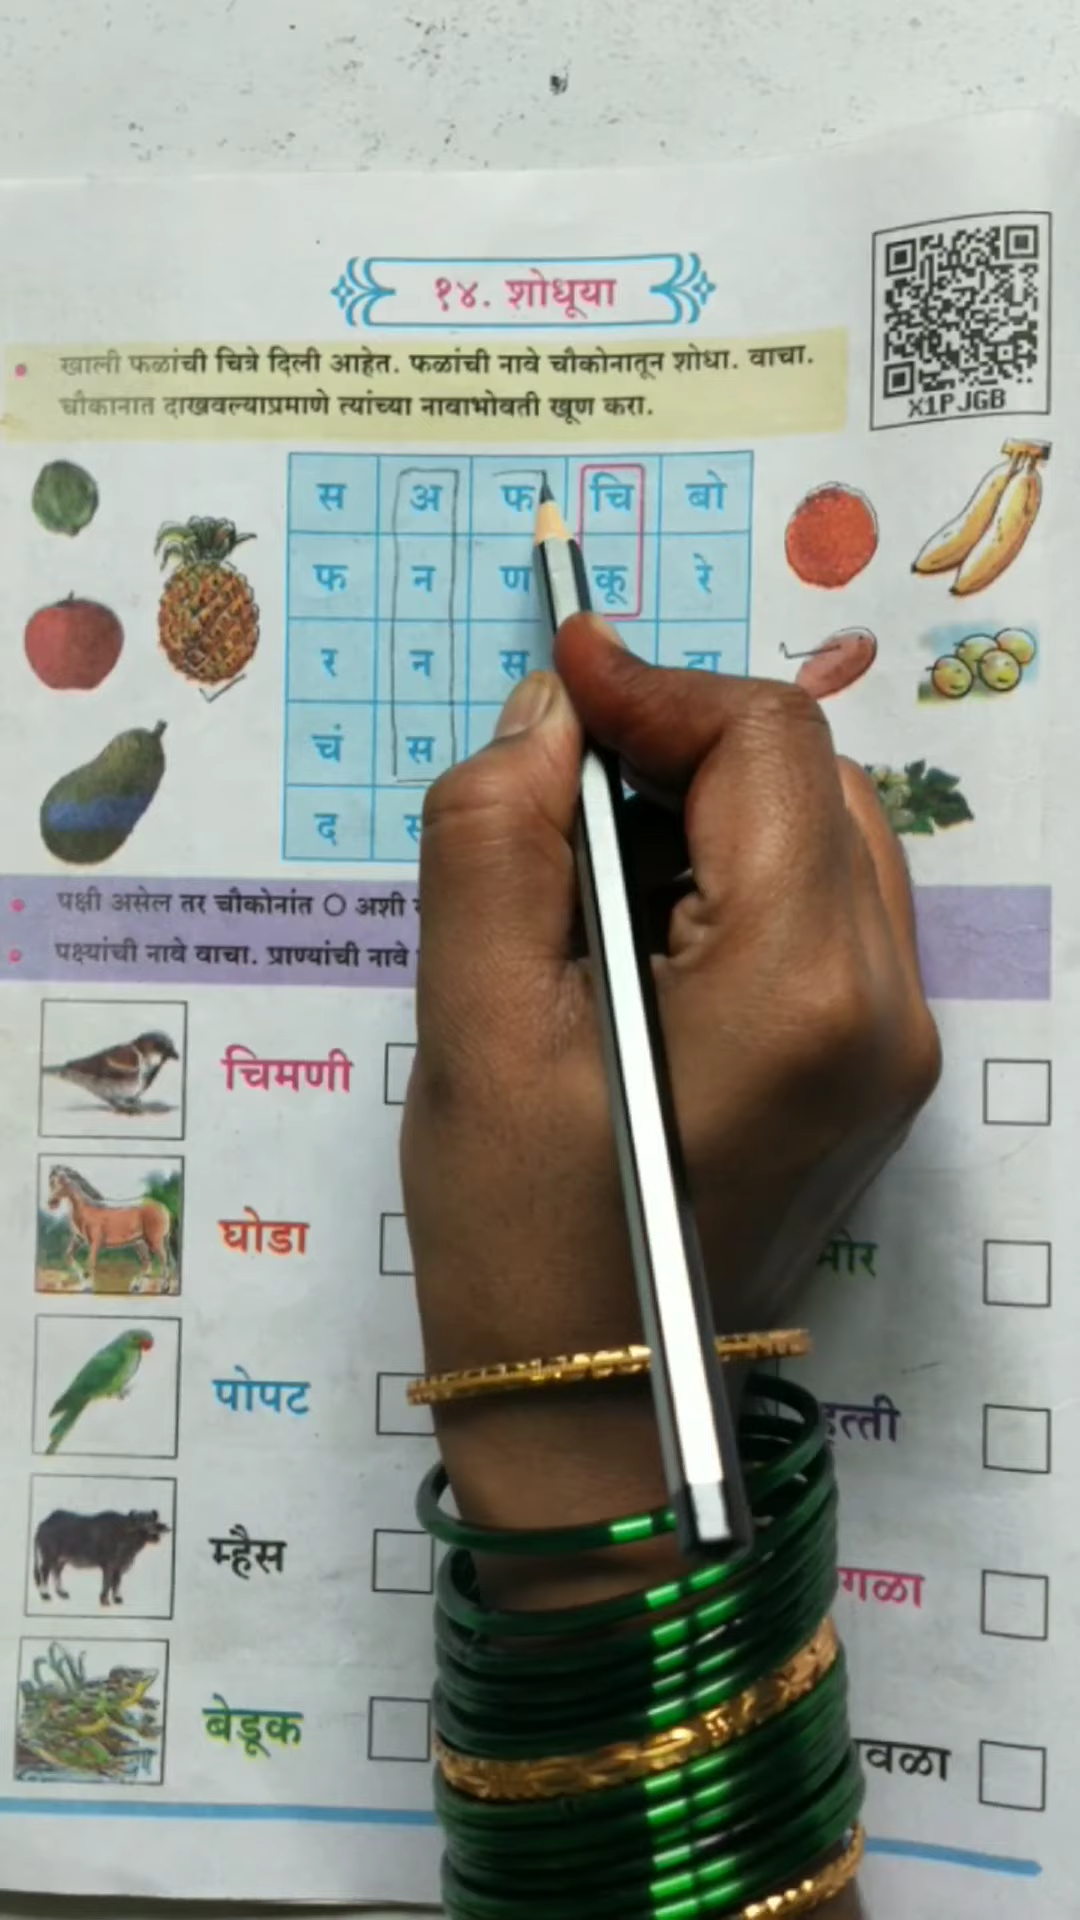 १४. शोधूया
X1PJGB
खाली फळांची चित्रे दिली आहेत. फळांची नावे चौकोनातून शोधा. वाचा.
चौकानात दाखवल्याप्रमाणे त्यांच्या नावाभोवती खूण करा.
स अ फ चि बो
फ न ण कू रे
र न स
चं स
द
पक्षी असेल तर चौकोनांत O अशी
पक्ष्यांची नावे वाचा. प्राण्यांची नावे
चिमणी
घोडा
पोपट
म्हैस
बेडूक